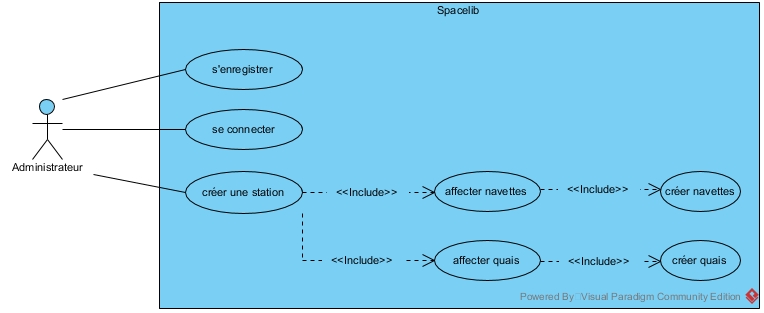 Spacelib
s'enregistrer
se connecter
Administrateur
créer une station
<<Include>>
affecter navettes
<<Include>>
créer navettes
<<Include>>
affecter quais
<<Include>>
créer quais
Powered By Visual Paradigm Community Edition